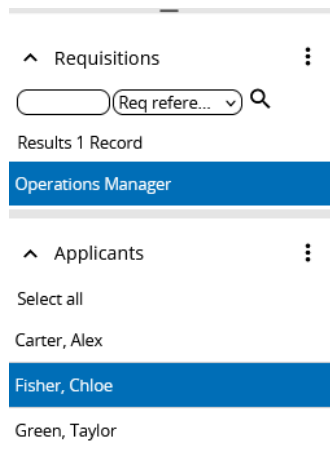 Requisitions
Req refere...
Results 1 Record
Operations Manager
Applicants
Select all
Carter, Alex
Fisher, Chloe
Green, Taylor